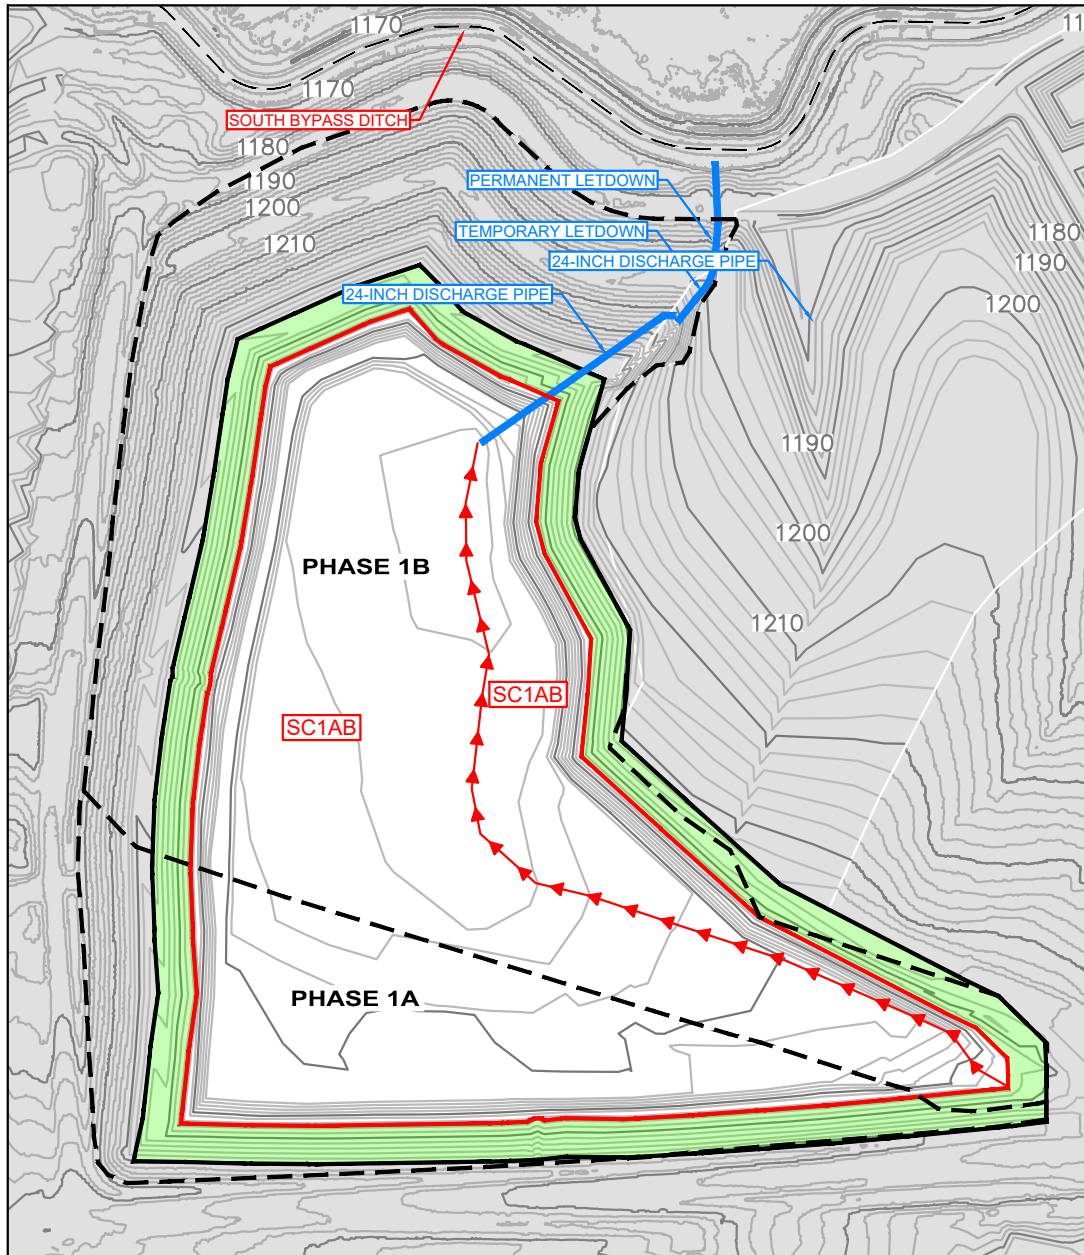 1170
11
1170
SOUTH BYPASS DITCH
1180
1190
PERMANENT LETDOWN
1200
TEMPORARY LETDOWN
1180
1210
24-INCH DISCHARGE PIPE
1190
24-INCH DISCHARGE PIPE
1200
1190
1200
PHASE 1B
1210
SC1AB
SC1AB
PHASE 1A